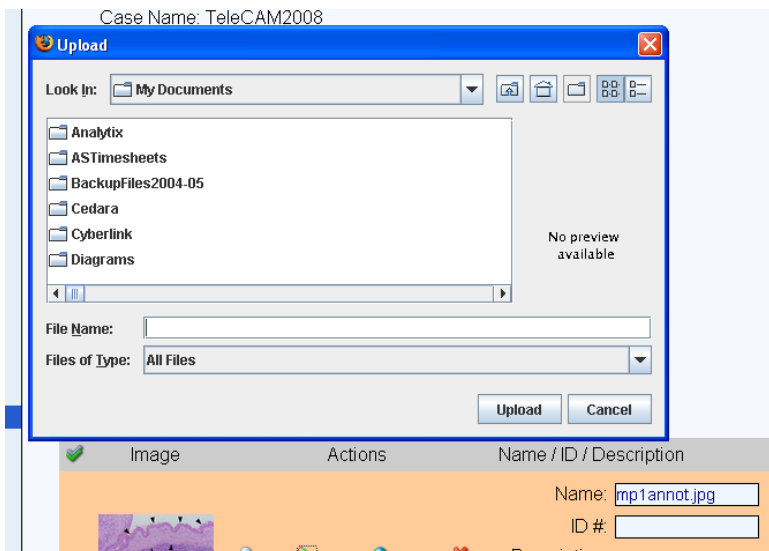 Case Name: TeleCAM2008
Upload
Look In: My Documents
Analytix
ASTimesheets
BackupFiles2004-05
Cedara
Cyberlink
Diagrams
No preview
available
File Name:
Files of Type: All Files
Upload Cancel
Image Actions Name / ID / Description
Name: mp1annot.jpg
ID #: